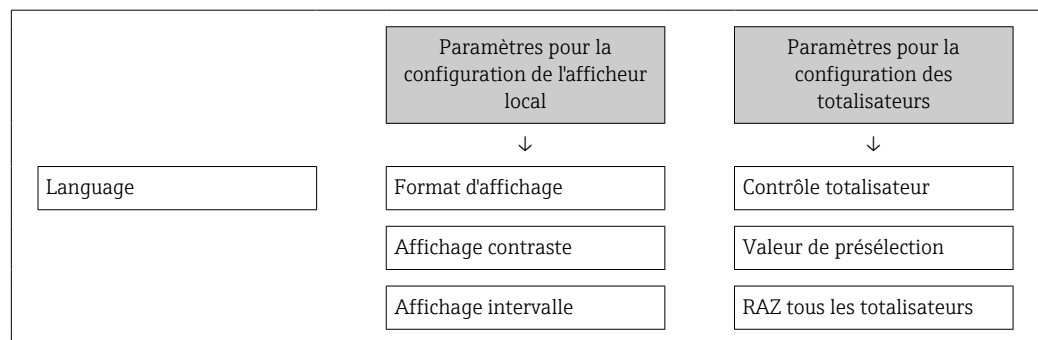 Paramètres pour la
configuration de l'afficheur
local
Paramètres pour la
configuration des
totalisateurs
↓
↓
Language
Format d'affichage
Contrôle totalisateur
Affichage contraste
Valeur de présélection
Affichage intervalle
RAZ tous les totalisateurs